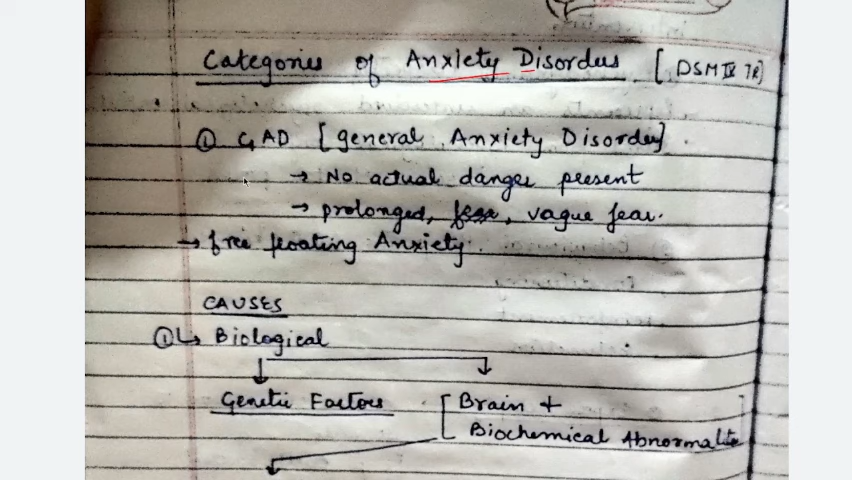 Categories of Anxiety Disorders [DSM IV TR]
① GAD [general Anxiety Disorder]
→ No actual danger present
→ prolonged, fear, vague fear.
→ free floating Anxiety.
CAUSES
① ↳ Biological
Genetic Factors [Brain +
Biochemical Abnormalite]